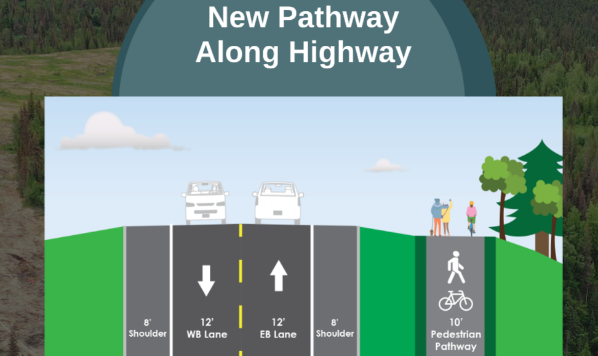 New Pathway
Along Highway
8'
Shoulder
12'
WB Lane
12'
EB Lane
8'
Shoulder
10'
Pedestrian
Pathway